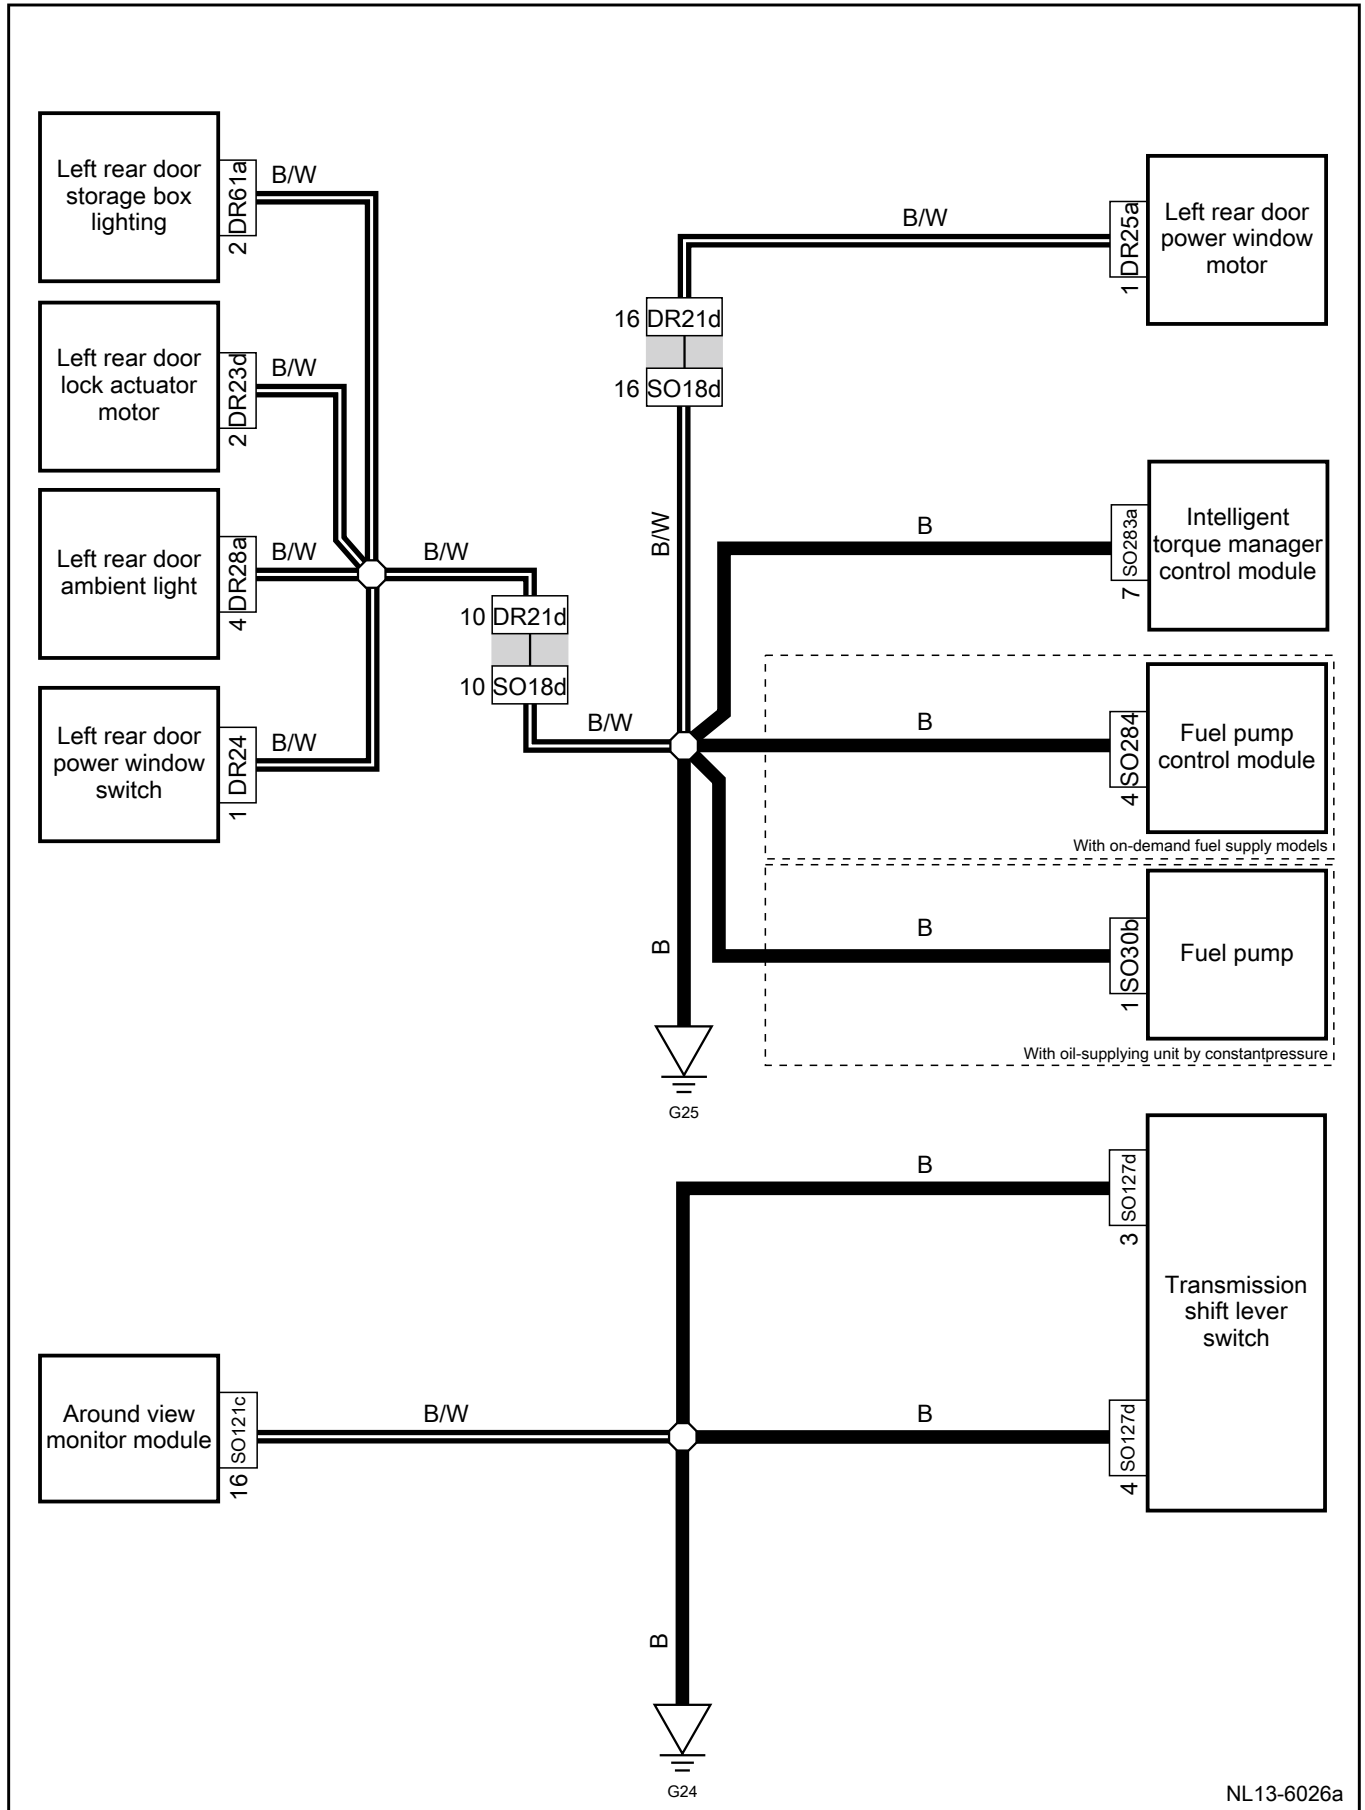 Left rear door
storage box
lighting
2 DR61a
B/W
Left rear door
lock actuator
motor
2 DR23d
B/W
Left rear door
ambient light
4 DR28a
B/W
B/W
Left rear door
power window
switch
1 DR24
B/W
10 DR21d
10 SO18d
B/W
16 DR21d
16 SO18d
B/W
B/W
1 DR25a
Left rear door
power window
motor
B
7 SO283a
Intelligent
torque manager
control module
B
4 SO284
Fuel pump
control module
With on-demand fuel supply models
B
1 SO30b
Fuel pump
With oil-supplying unit by constantpressure
B
G25
B
3 SO127d
Transmission
shift lever
switch
B
4 SO127d
Around view
monitor module
16 SO121c
B/W
B
G24
NL13-6026a